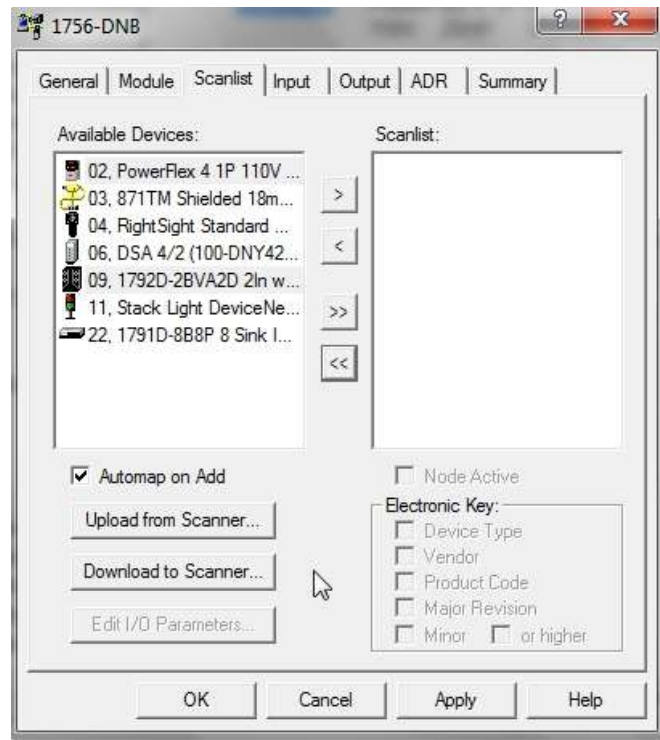 1756-DNB
General Module Scanlist Input Output ADR Summary
Available Devices:
02, PowerFlex 4 1P 110V ...
03, 871TM Shielded 18m...
04, RightSight Standard ...
06, DSA 4/2 (100-DNY42...
09, 1792D-2BVA2D 2In w...
11, Stack Light DeviceNe...
22, 1791D-8B8P 8 Sink I...
>
<
>>
<<
Scanlist:
Automap on Add
Upload from Scanner...
Download to Scanner...
Edit I/O Parameters...
Node Active
Electronic Key:
Device Type
Vendor
Product Code
Major Revision
Minor or higher
OK Cancel Apply Help